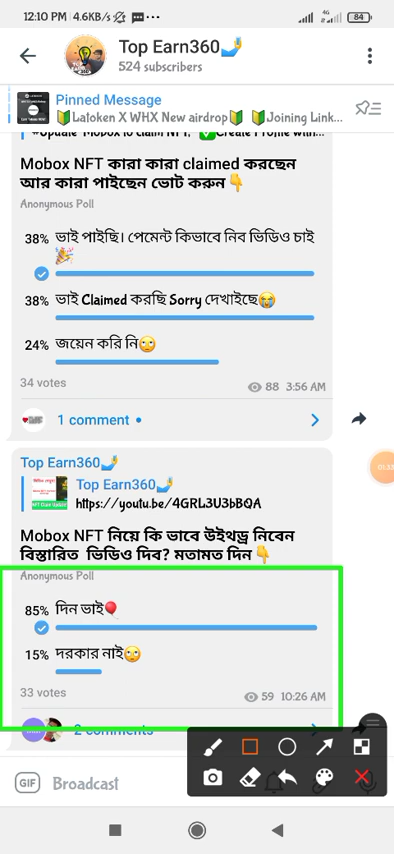 12:10 PM 4.6KB/s
4G
84
Top Earn360
524 subscribers
Pinned Message
🔰Latoken X WHX New airdrop🔰 🔰Joining Link...
Mobox NFT কারা কারা claimed করছেন
আর কারা পাইছেন ভোট করুন👇
Anonymous Poll
38% ভাই পাইছি। পেমেন্ট কিভাবে নিব ভিডিও চাই
🎉
38% ভাই Claimed করছি Sorry দেখাইছে😭
24% জয়েন করি নি🙄
34 votes
88 3:56 AM
1 comment
01:33
Top Earn360🤳
Top Earn360🤳
https://youtu.be/4GRL3U3bBQA
Mobox NFT নিয়ে কি ভাবে উইথড্র নিবেন
বিস্তারিত ভিডিও দিব? মতামত দিন👇
Anonymous Poll
85% দিন ভাই🎈
15% দরকার নাই🙄
33 votes
59 10:26 AM
2 comments
GIF Broadcast